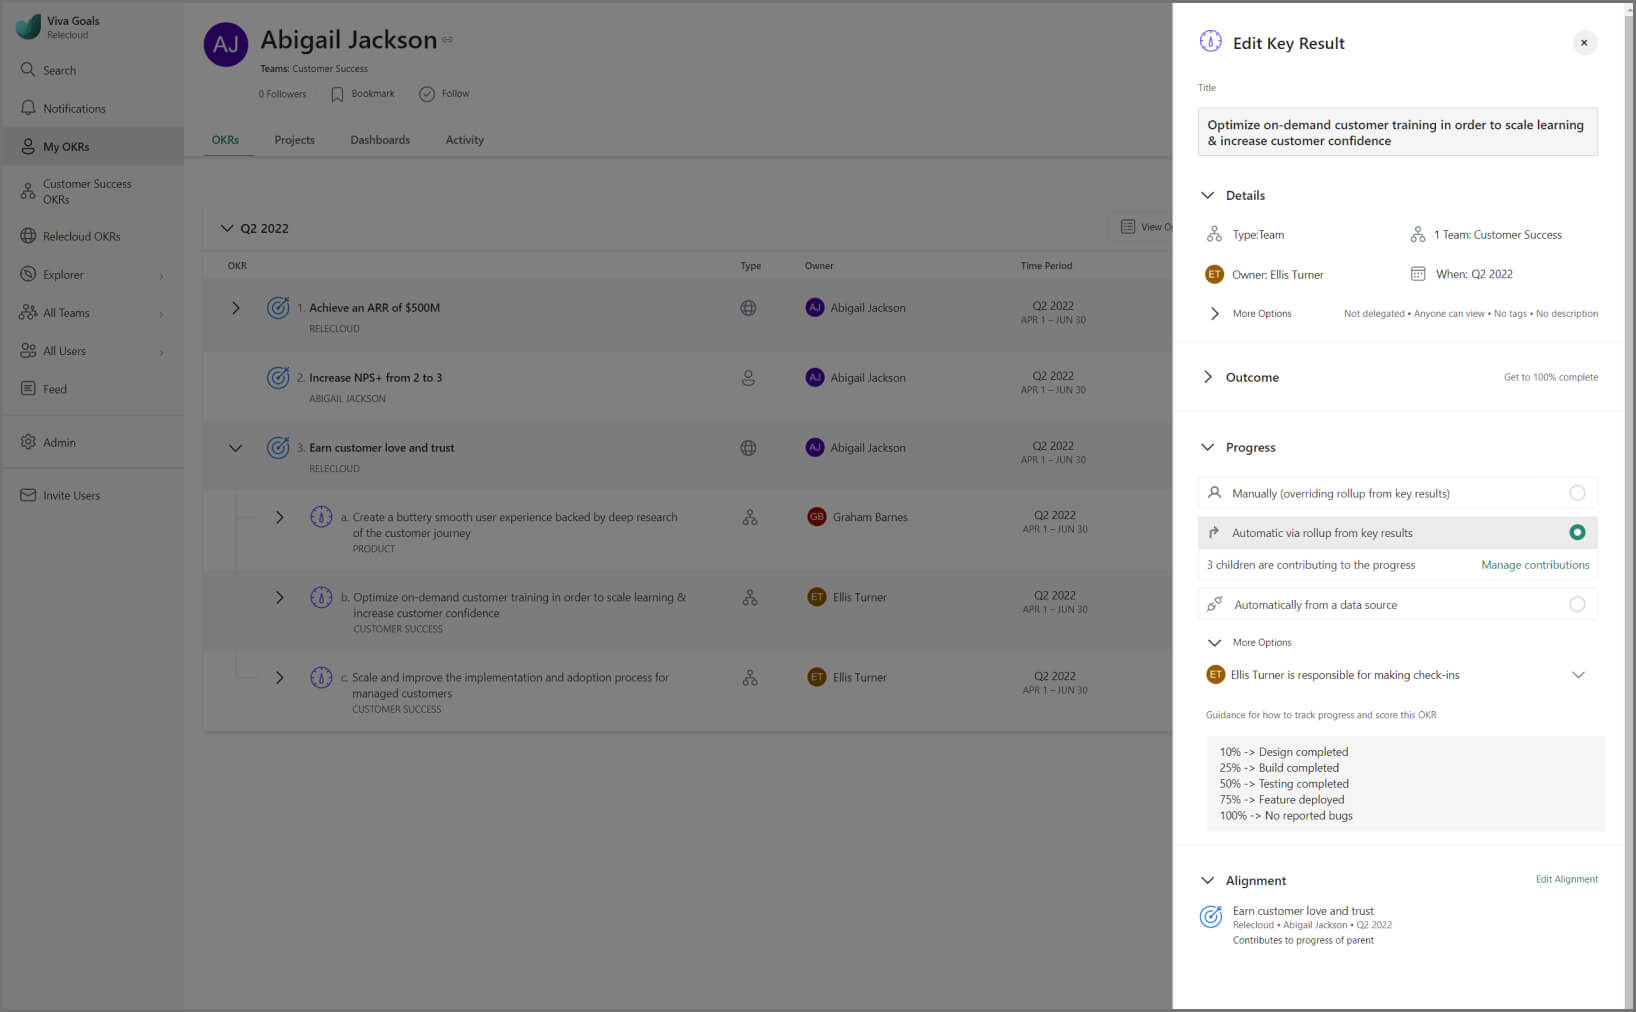 Viva Goals
Relecloud
Search
Notifications
My OKRs
Customer Success
OKRs
Relecloud OKRs
Explorer
All Teams
All Users
Feed
Admin
Invite Users
AJ
Abigail Jackson
Teams: Customer Success
0 Followers
Bookmark
Follow
OKRs
Projects
Dashboards
Activity
Q2 2022
View Op
OKR
Type
Owner
Time Period
1. Achieve an ARR of $500M
RELECLOUD
AJ Abigail Jackson
Q2 2022
APR 1 – JUN 30
2. Increase NPS+ from 2 to 3
ABIGAIL JACKSON
AJ Abigail Jackson
Q2 2022
APR 1 – JUN 30
3. Earn customer love and trust
RELECLOUD
AJ Abigail Jackson
Q2 2022
APR 1 – JUN 30
a. Create a buttery smooth user experience backed by deep research
of the customer journey
PRODUCT
GB Graham Barnes
Q2 2022
APR 1 – JUN 30
b. Optimize on-demand customer training in order to scale learning &
increase customer confidence
CUSTOMER SUCCESS
ET Ellis Turner
Q2 2022
APR 1 – JUN 30
c. Scale and improve the implementation and adoption process for
managed customers
CUSTOMER SUCCESS
ET Ellis Turner
Q2 2022
APR 1 – JUN 30
Edit Key Result
Title
Optimize on-demand customer training in order to scale learning
& increase customer confidence
Details
Type:Team
1 Team: Customer Success
ET Owner: Ellis Turner
When: Q2 2022
More Options
Not delegated • Anyone can view • No tags • No description
Outcome
Get to 100% complete
Progress
Manually (overriding rollup from key results)
Automatic via rollup from key results
3 children are contributing to the progress
Manage contributions
Automatically from a data source
More Options
ET Ellis Turner is responsible for making check-ins
Guidance for how to track progress and score this OKR
10% -> Design completed
25% -> Build completed
50% -> Testing completed
75% -> Feature deployed
100% -> No reported bugs
Alignment
Edit Alignment
Earn customer love and trust
Relecloud • Abigail Jackson • Q2 2022
Contributes to progress of parent